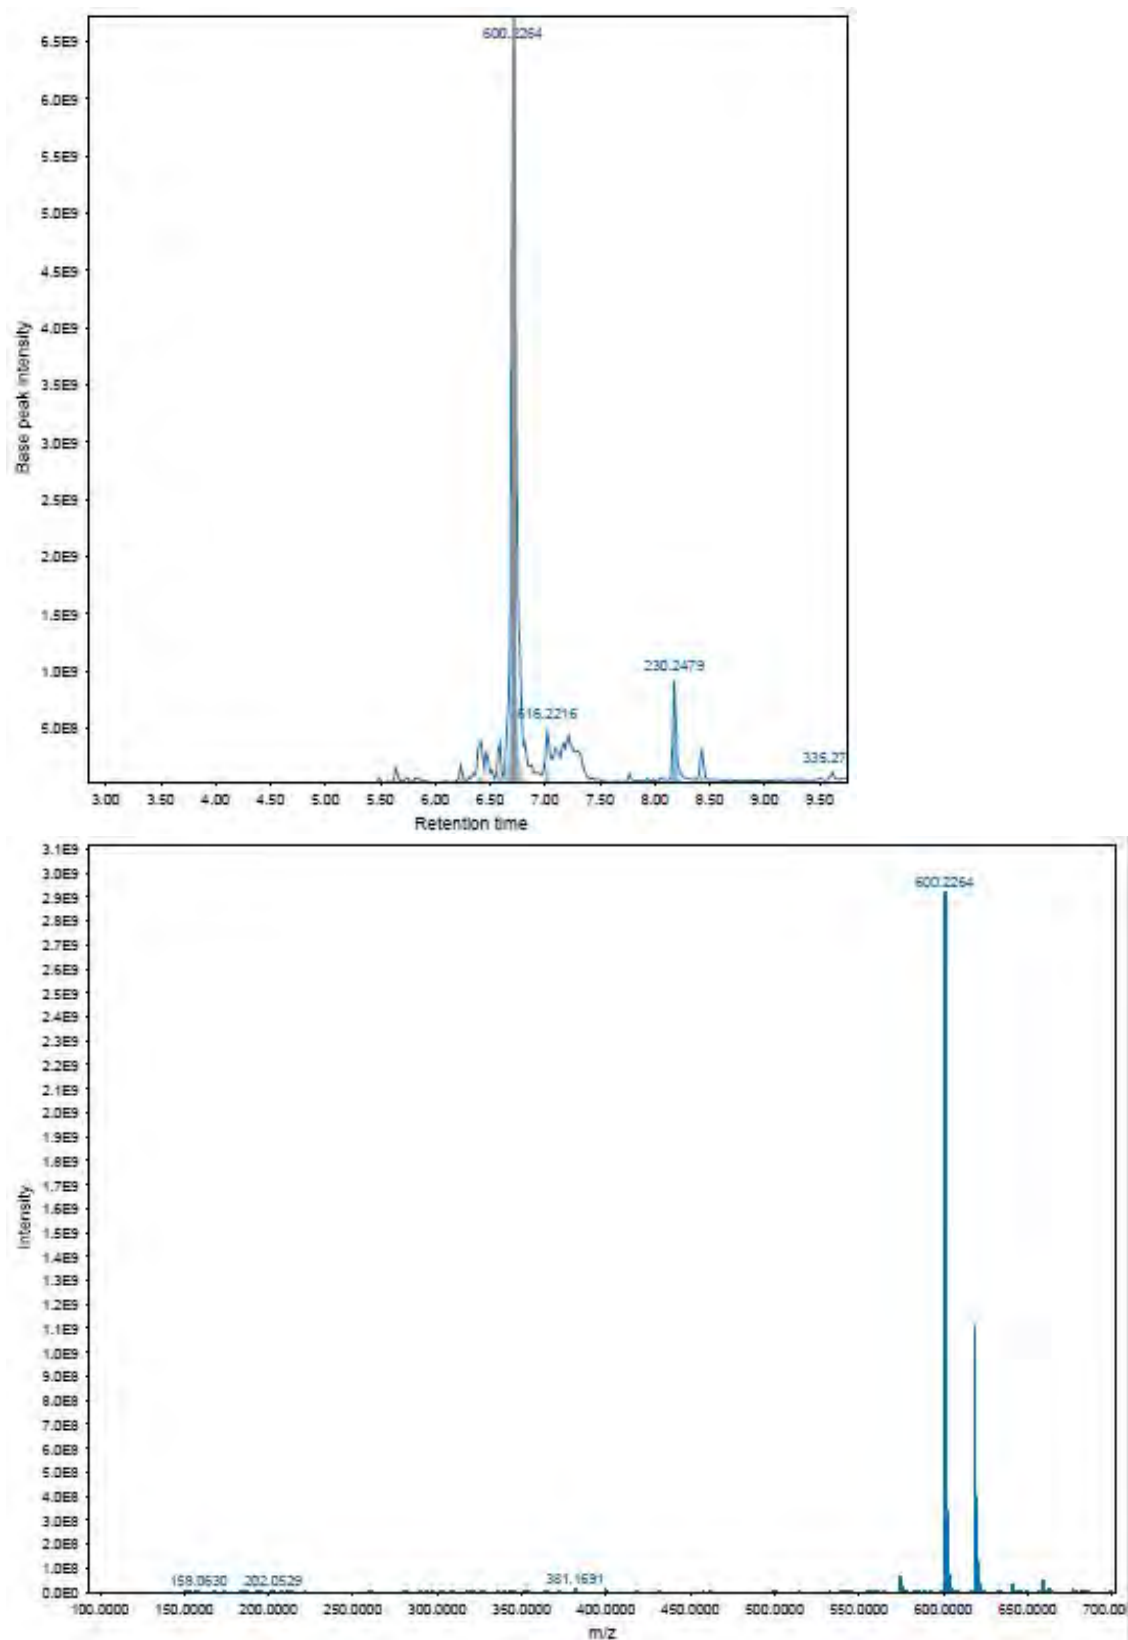 600.2264
6.5E9
6.0E9
5.5E9
5.0E9
4.5E9
4.0E9
3.5E9
3.0E9
2.5E9
2.0E9
1.5E9
1.0E9
5.0E8
Base peak intensity
230.2479
616.2216
335.27
3.00 3.50 4.00 4.50 5.00 5.50 6.00 6.50 7.00 7.50 8.00 8.50 9.00 9.50
Retention time
3.1E9
3.0E9
2.9E9
2.8E9
2.7E9
2.6E9
2.5E9
2.4E9
2.3E9
2.2E9
2.1E9
2.0E9
1.9E9
1.8E9
1.7E9
1.6E9
1.5E9
1.4E9
1.3E9
1.2E9
1.1E9
1.0E9
9.0E8
8.0E8
7.0E8
6.0E8
5.0E8
4.0E8
3.0E8
2.0E8
1.0E8
0.0E0
Intensity
600.2264
159.0630 202.0529 381.1691
100.0000 150.0000 200.0000 250.0000 300.0000 350.0000 400.0000 450.0000 500.0000 550.0000 600.0000 650.0000 700.00
m/z